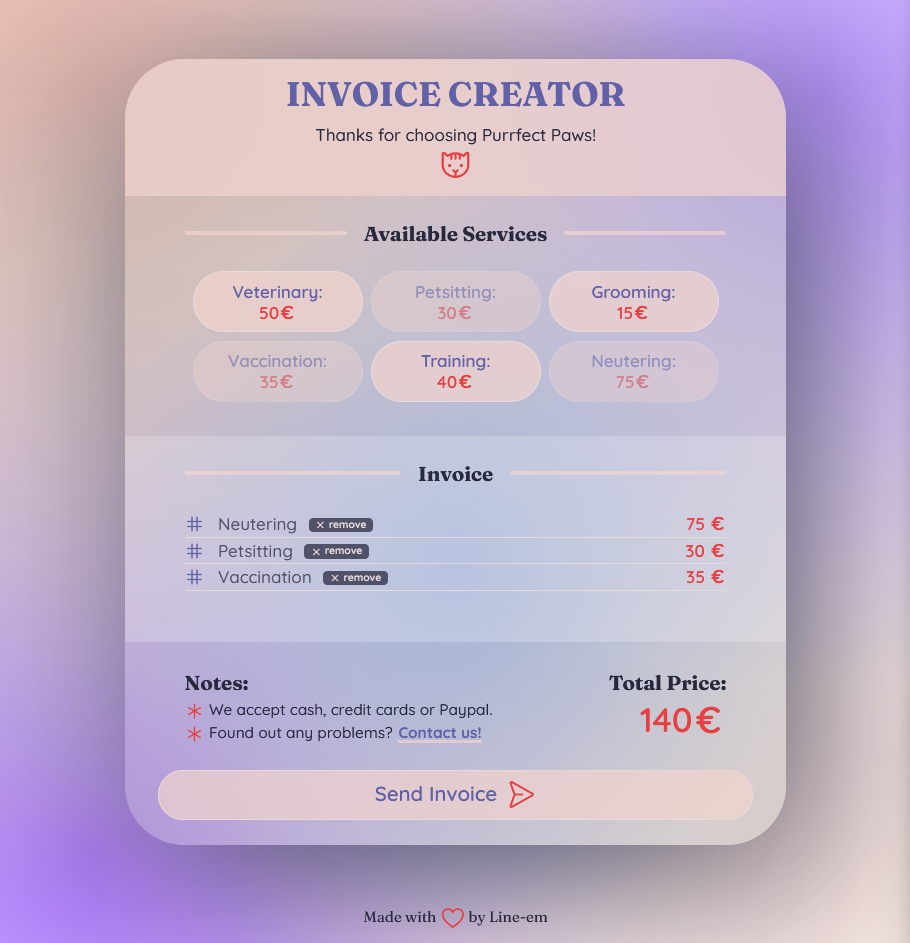 INVOICE CREATOR
Thanks for choosing Purrfect Paws!
Available Services
Veterinary: Petsitting: Grooming:
50€ 30€ 15€
Vaccination: Training: Neutering:
35€ 40€ 75€
Invoice
# Neutering × remove 75 €
# Petsitting × remove 30 €
# Vaccination × remove 35 €
Notes: Total Price:
* We accept cash, credit cards or Paypal.
140€
* Found out any problems? Contact us!
Send Invoice
Made with ♡ by Line-em